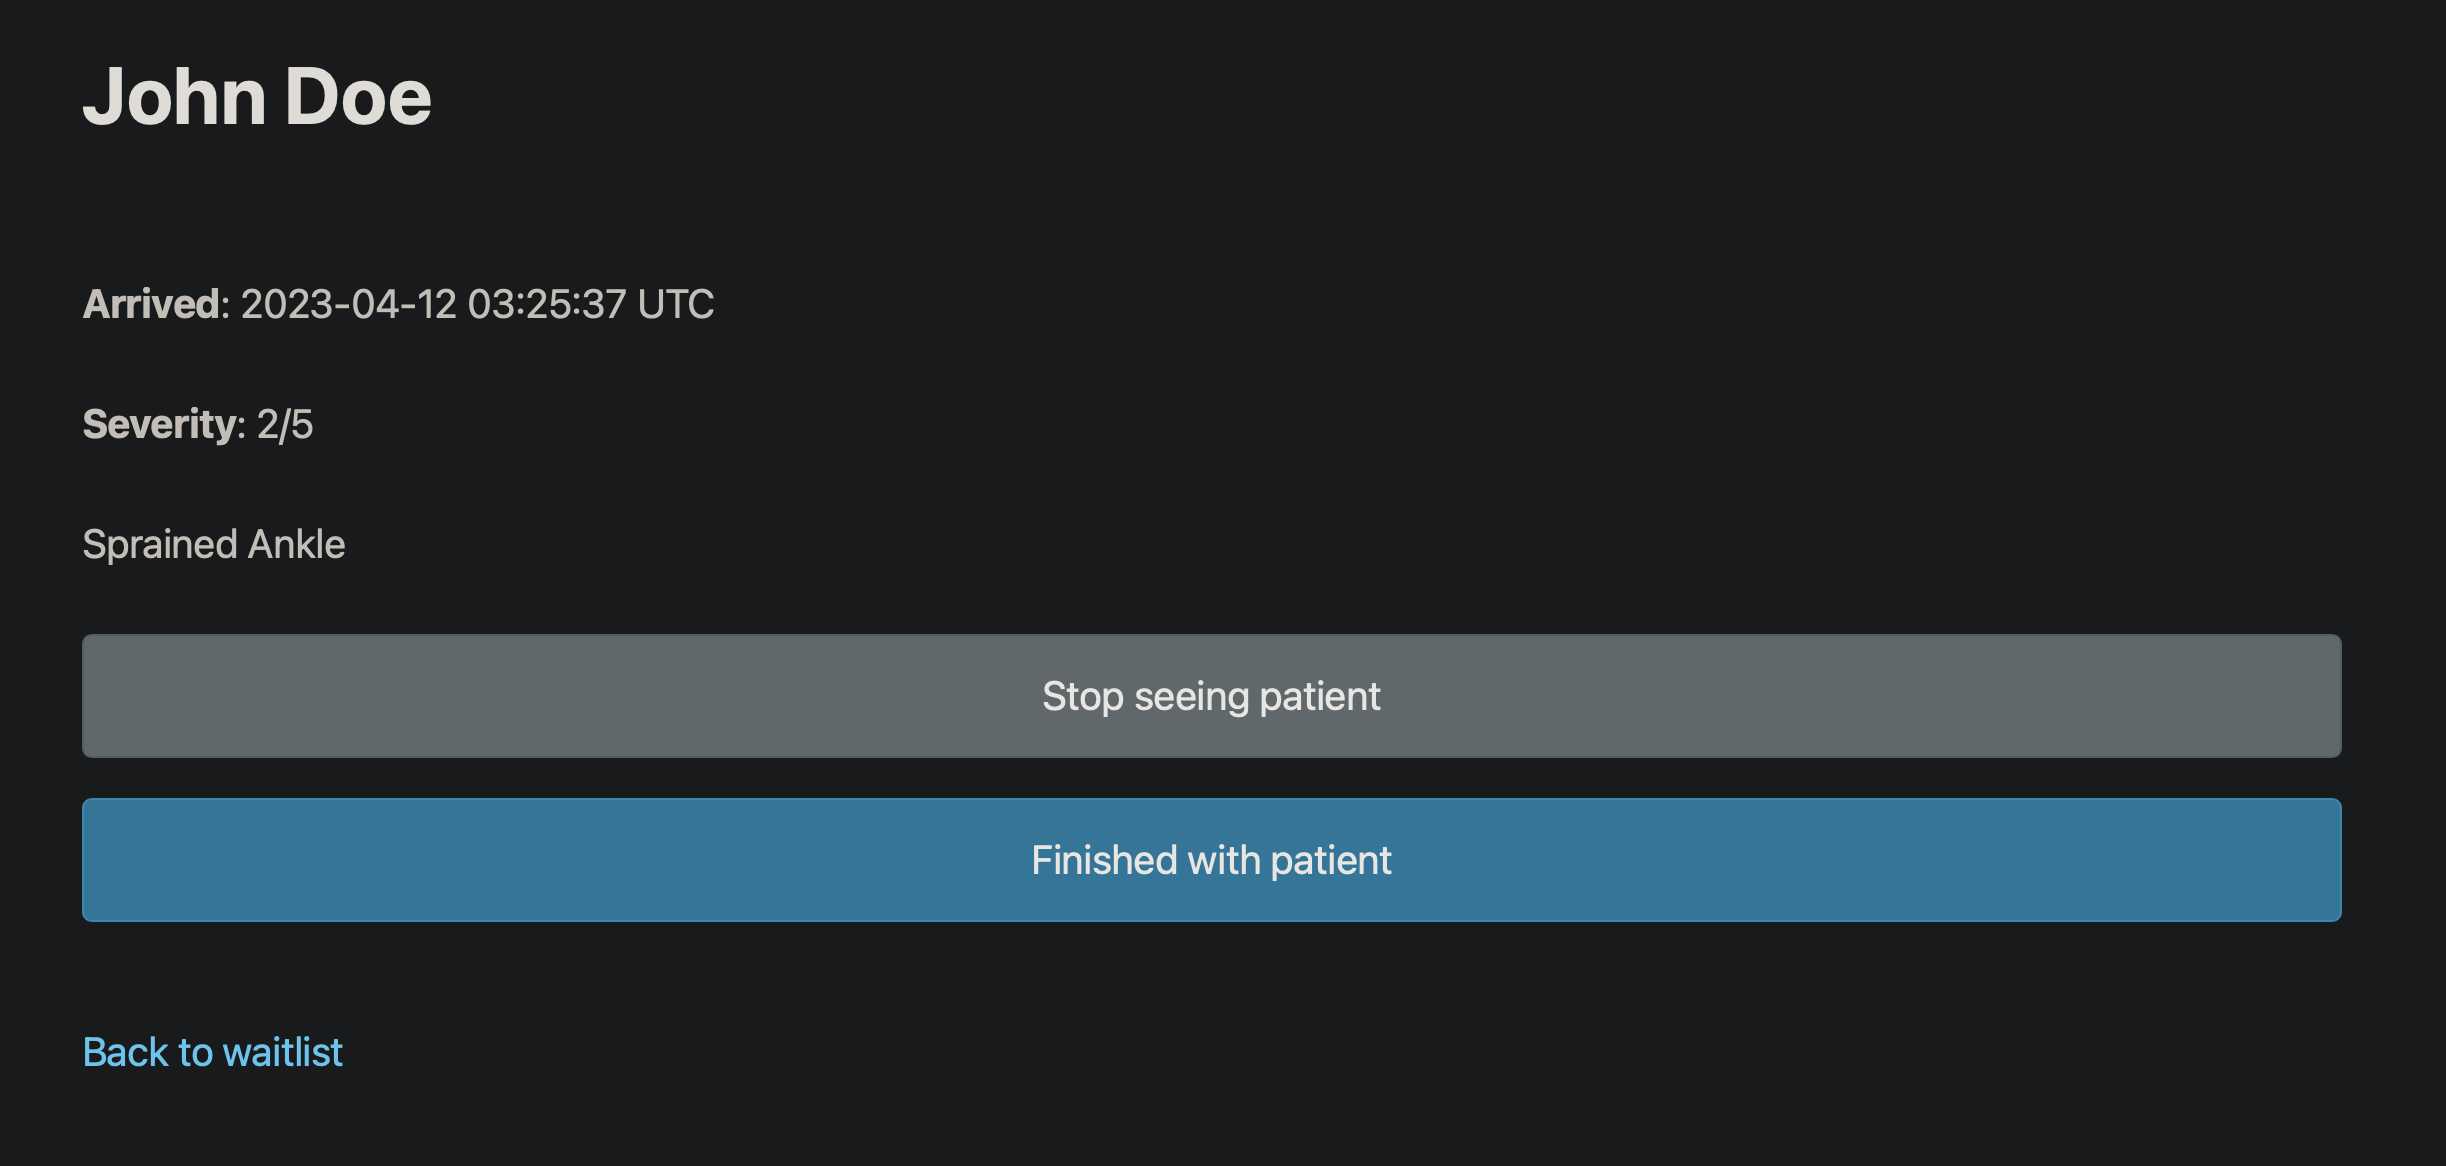 John Doe
Arrived: 2023-04-12 03:25:37 UTC
Severity: 2/5
Sprained Ankle
Stop seeing patient
Finished with patient
Back to waitlist